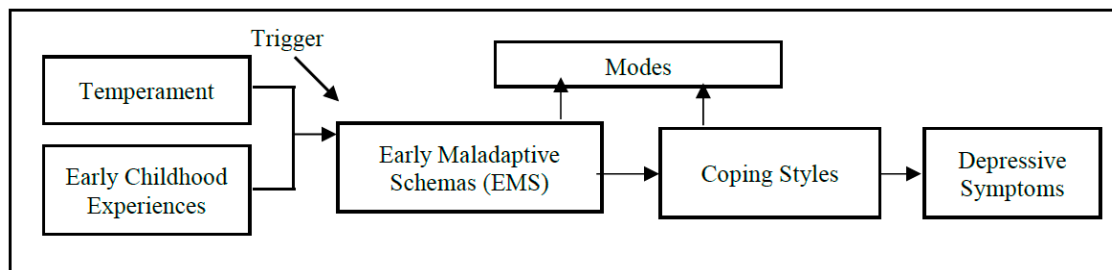 Trigger
Temperament
Early Childhood
Experiences
Modes
Early Maladaptive
Schemas (EMS)
Coping Styles
Depressive
Symptoms